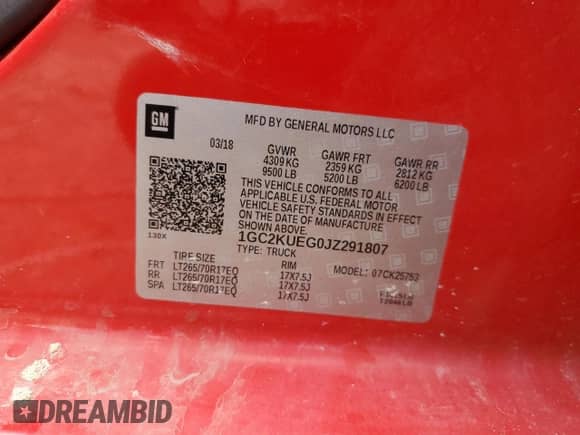 GM
MFD BY GENERAL MOTORS LLC
03/18
GVWR GAWR FRT GAWR RR
4309 KG 2359 KG 2812 KG
9500 LB 5200 LB 6200 LB
THIS VEHICLE CONFORMS TO ALL
APPLICABLE U.S. FEDERAL MOTOR
VEHICLE SAFETY STANDARDS IN EFFECT
ON THE DATE OF MANUFACTURE
SHOWN ABOVE.
1GC2KUEG0JZ291807
TYPE: TRUCK
130X
TIRE SIZE RIM MODEL: 07CK25753
FRT LT265/70R17EQ 17X7.5J
RR LT265/70R17EQ 17X7.5J
SPA LT265/70R17EQ 17X7.5J
DREAMBID